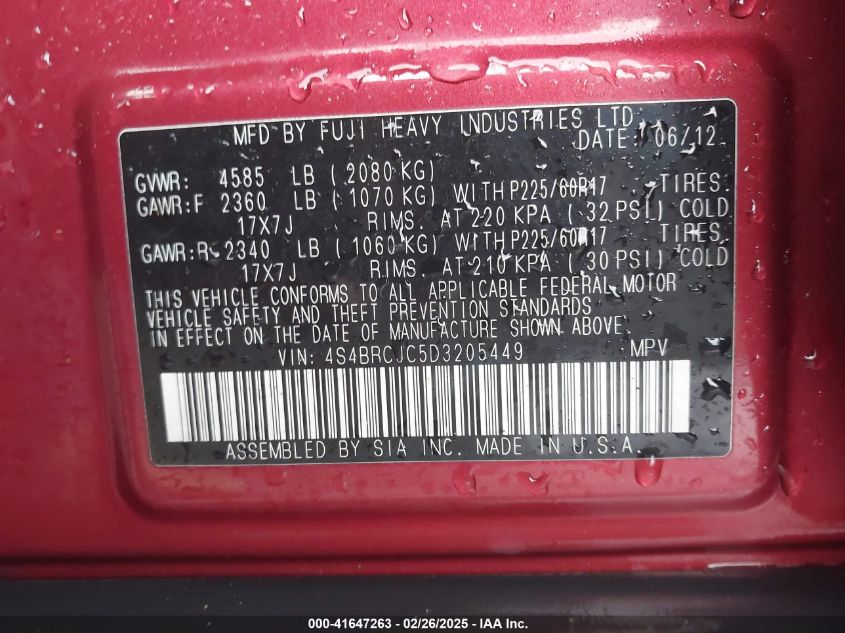 MFD BY FUJI HEAVY INDUSTRIES LTD.
DATE: 06/12
GVWR: 4585 LB ( 2080 KG)
GAWR:F 2360 LB ( 1070 KG) WITH P225/60R17 TIRES
17X7J RIMS. AT 220 KPA ( 32 PSI) COLD
GAWR:R 2340 LB ( 1060 KG) WITH P225/60R17 TIRES
17X7J RIMS. AT 210 KPA ( 30 PSI) COLD
THIS VEHICLE CONFORMS TO ALL APPLICABLE FEDERAL MOTOR
VEHICLE SAFETY AND THEFT PREVENTION STANDARDS
IN EFFECT ON THE DATE OF MANUFACTURE SHOWN ABOVE.
VIN: 4S4BRCJC5D3205449 MPV
ASSEMBLED BY SIA INC. MADE IN U.S.A.
000-41647263 - 02/26/2025 - IAA Inc.